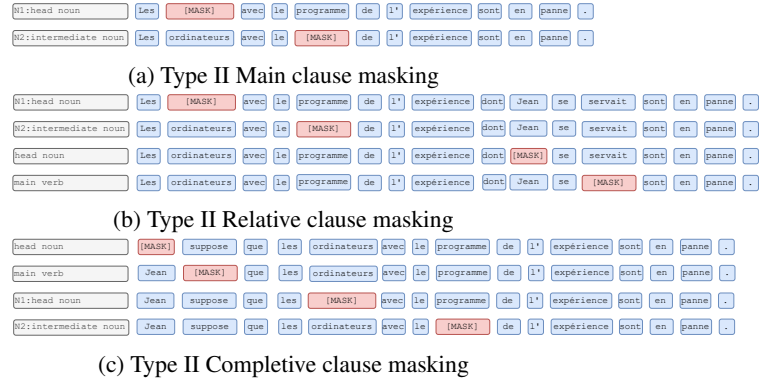 N1:head noun Les [MASK] avec le programme de l' expérience sont en panne .
N2:intermediate noun Les ordinateurs avec le [MASK] de l' expérience sont en panne .
(a) Type II Main clause masking
N1:head noun Les [MASK] avec le programme de l' expérience dont Jean se servait sont en panne .
N2:intermediate noun Les ordinateurs avec le [MASK] de l' expérience dont Jean se servait sont en panne .
head noun Les ordinateurs avec le programme de l' expérience dont [MASK] se servait sont en panne .
main verb Les ordinateurs avec le programme de l' expérience dont Jean se [MASK] sont en panne .
(b) Type II Relative clause masking
head noun [MASK] suppose que les ordinateurs avec le programme de l' expérience sont en panne .
main verb Jean [MASK] que les ordinateurs avec le programme de l' expérience sont en panne .
N1:head noun Jean suppose que les [MASK] avec le programme de l' expérience sont en panne .
N2:intermediate noun Jean suppose que les ordinateurs avec le [MASK] de l' expérience sont en panne .
(c) Type II Completive clause masking